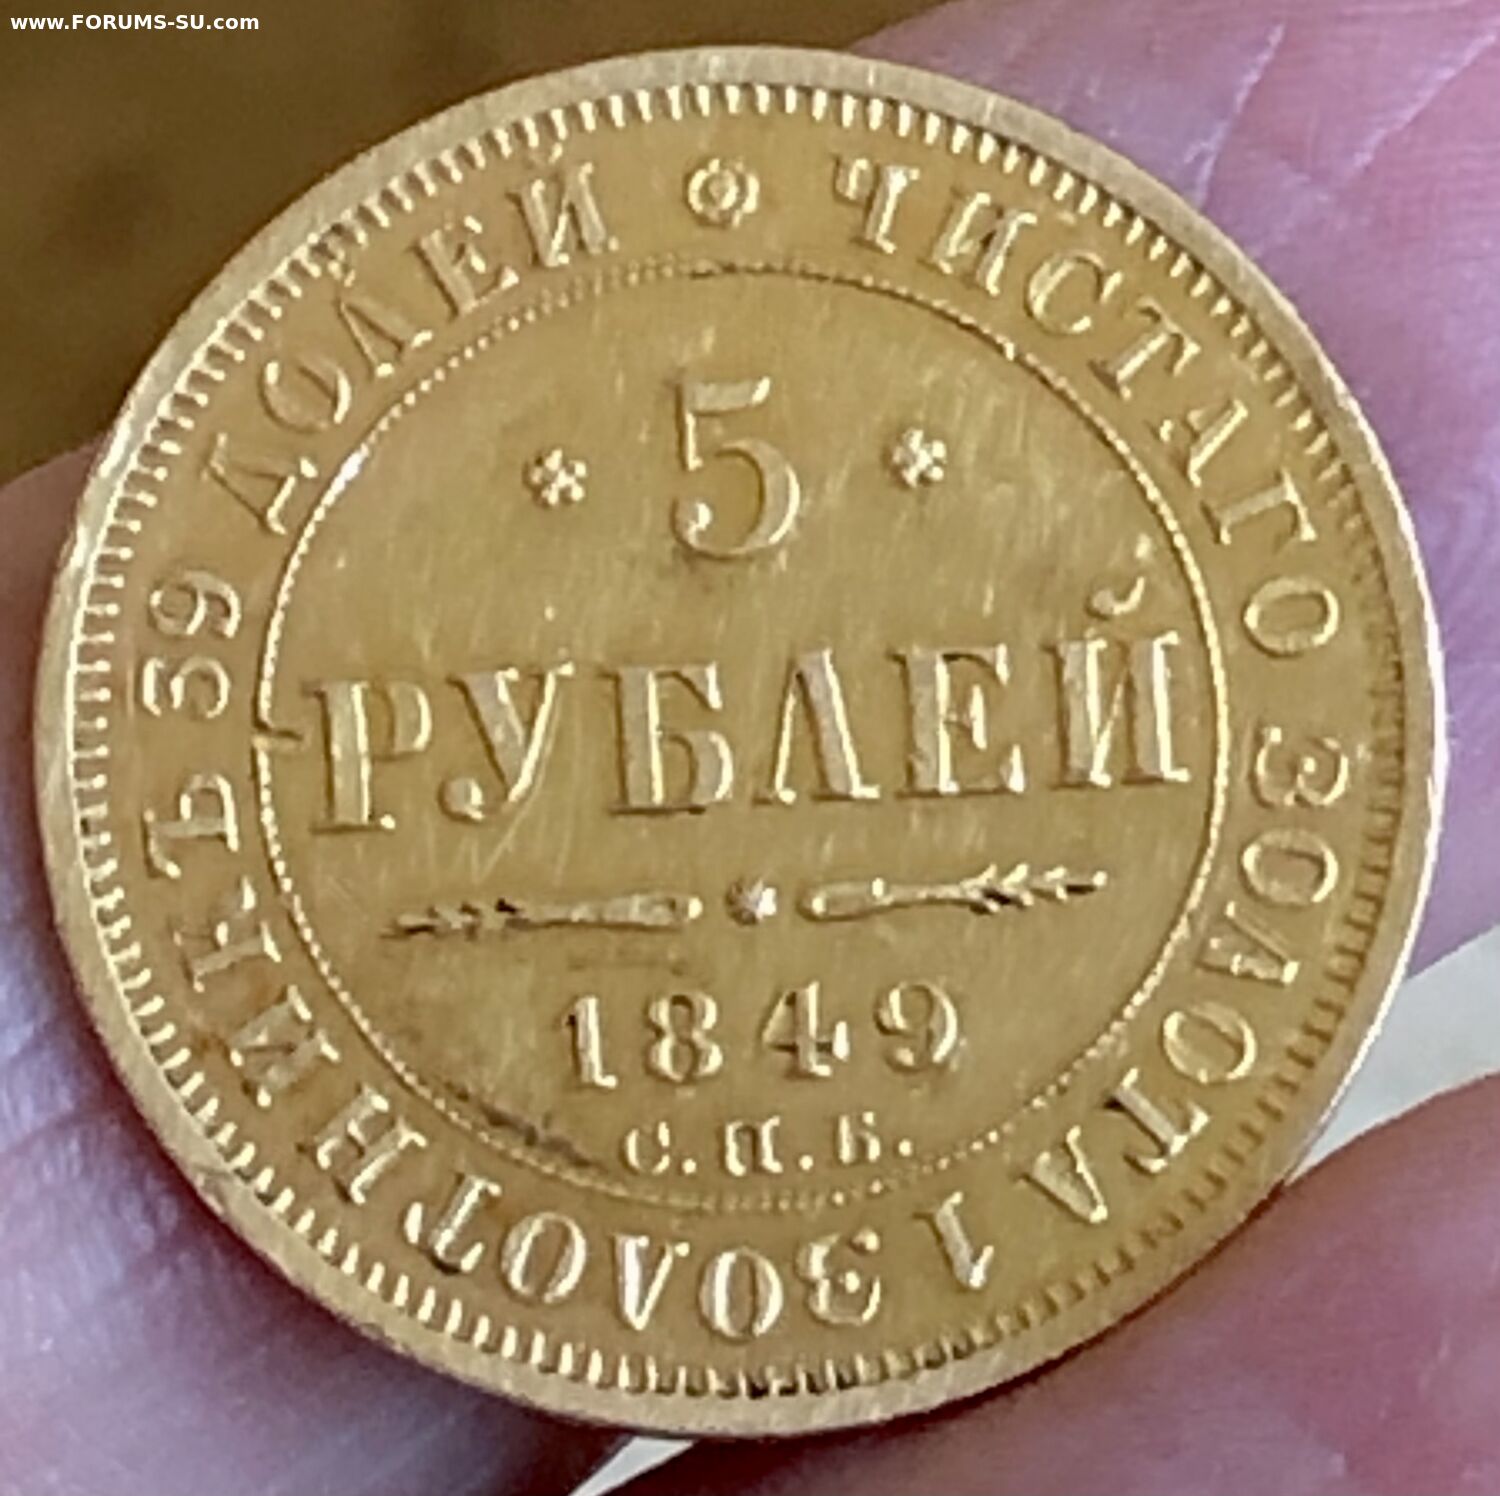 www.FORUMS-SU.com
ЧИСТАГО ЗОЛОТА 1 ЗОЛОТНИКЪ 39 ДОЛЕЙ
5
РУБЛЕЙ
1849
С.П.Б.